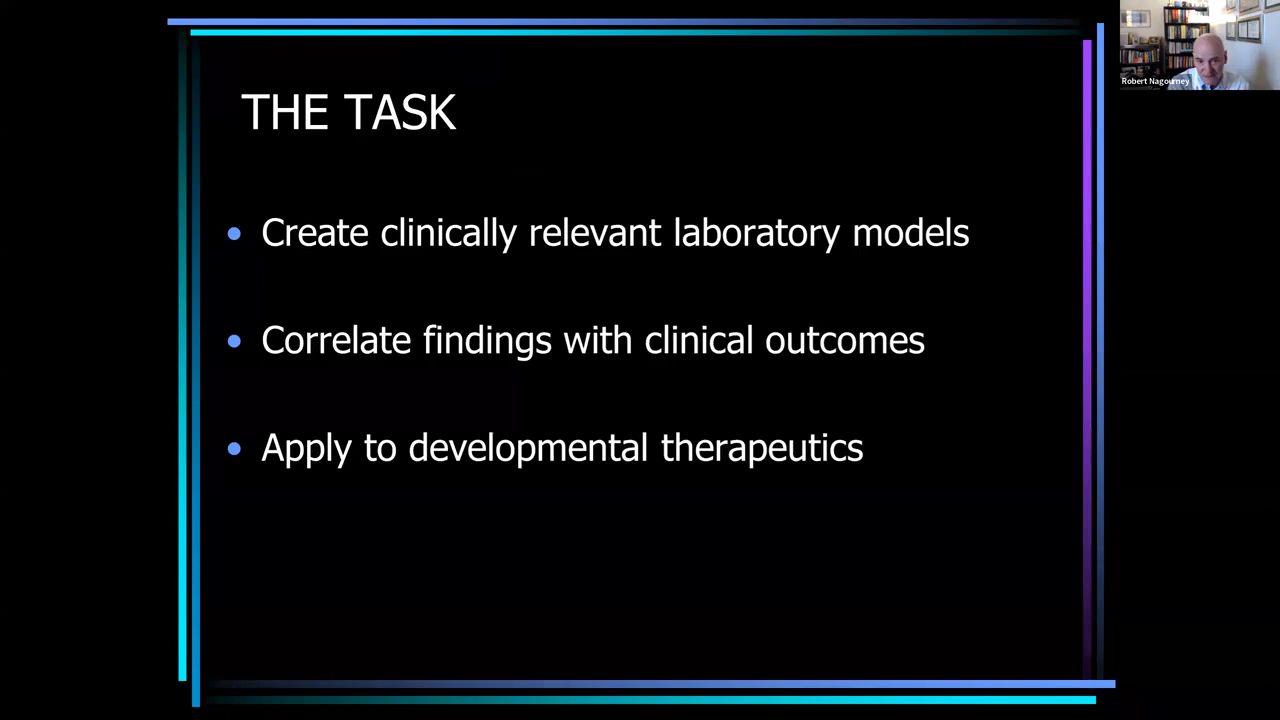 THE TASK
• Create clinically relevant laboratory models
• Correlate findings with clinical outcomes
• Apply to developmental therapeutics
Robert Nagourney